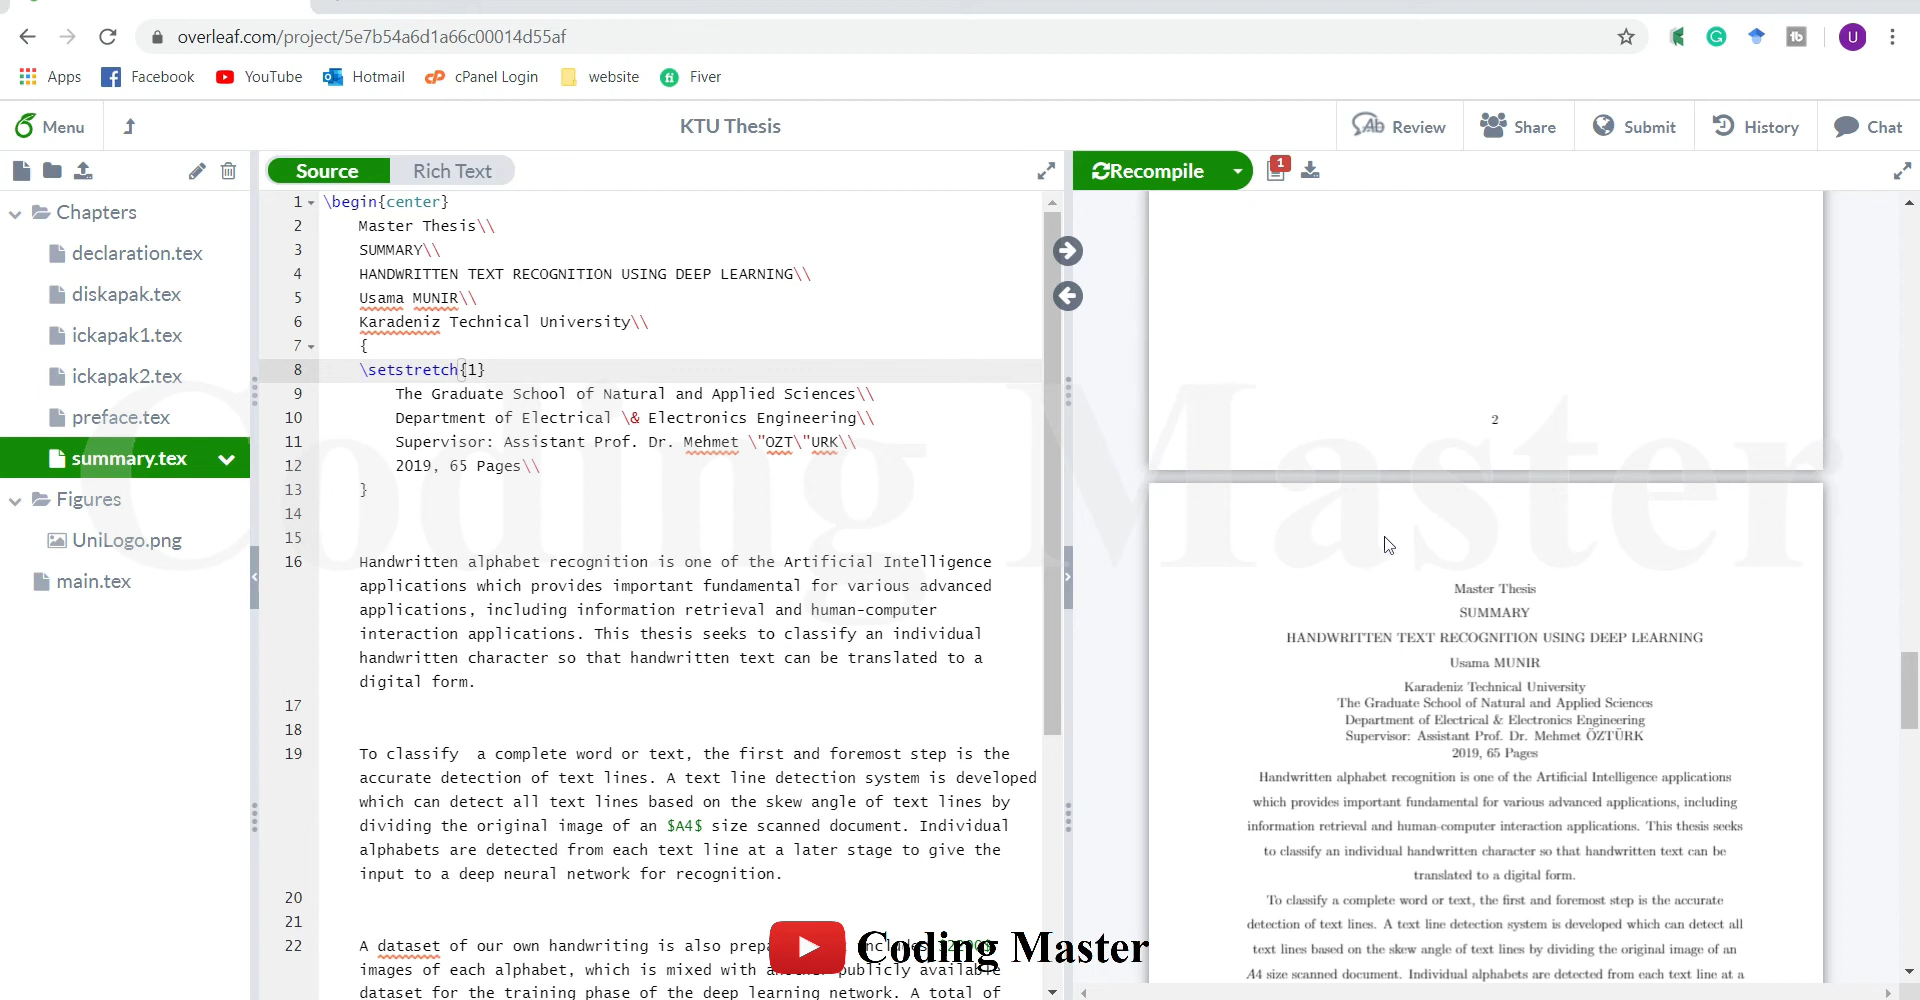 overleaf.com/project/5e7b54a6d1a66c00014d55af
Apps Facebook YouTube Hotmail cPanel Login website Fiver
Menu KTU Thesis Review Share Submit History Chat
Source Rich Text Recompile 1
Chapters
declaration.tex
diskapak.tex
ickapak1.tex
ickapak2.tex
preface.tex
summary.tex
Figures
UniLogo.png
main.tex
1 \begin{center}
2 Master Thesis\\
3 SUMMARY\\
4 HANDWRITTEN TEXT RECOGNITION USING DEEP LEARNING\\
5 Usama MUNIR\\
6 Karadeniz Technical University\\
7 {
8 \setstretch{1}
9 The Graduate School of Natural and Applied Sciences\\
10 Department of Electrical \& Electronics Engineering\\
11 Supervisor: Assistant Prof. Dr. Mehmet \"OZT\"URK\\
12 2019, 65 Pages\\
13 }
14
15
16 Handwritten alphabet recognition is one of the Artificial Intelligence
applications which provides important fundamental for various advanced
applications, including information retrieval and human-computer
interaction applications. This thesis seeks to classify an individual
handwritten character so that handwritten text can be translated to a
digital form.
17
18
19 To classify  a complete word or text, the first and foremost step is the
accurate detection of text lines. A text line detection system is developed
which can detect all text lines based on the skew angle of text lines by
dividing the original image of an $A4$ size scanned document. Individual
alphabets are detected from each text line at a later stage to give the
input to a deep neural network for recognition.
20
21
22 A dataset of our own handwriting is also
images of each alphabet, which is mixed with publicly available
dataset for the training phase of the deep learning network. A total of
2
Master Thesis
SUMMARY
HANDWRITTEN TEXT RECOGNITION USING DEEP LEARNING
Usama MUNIR
Karadeniz Technical University
The Graduate School of Natural and Applied Sciences
Department of Electrical & Electronics Engineering
Supervisor: Assistant Prof. Dr. Mehmet ÖZTÜRK
2019, 65 Pages
Handwritten alphabet recognition is one of the Artificial Intelligence applications
which provides important fundamental for various advanced applications, including
information retrieval and human-computer interaction applications. This thesis seeks
to classify an individual handwritten character so that handwritten text can be
translated to a digital form.
To classify a complete word or text, the first and foremost step is the accurate
detection of text lines. A text line detection system is developed which can detect all
text lines based on the skew angle of text lines by dividing the original image of an
A4 size scanned document. Individual alphabets are detected from each text line at a
Coding Master
Coding Master
U